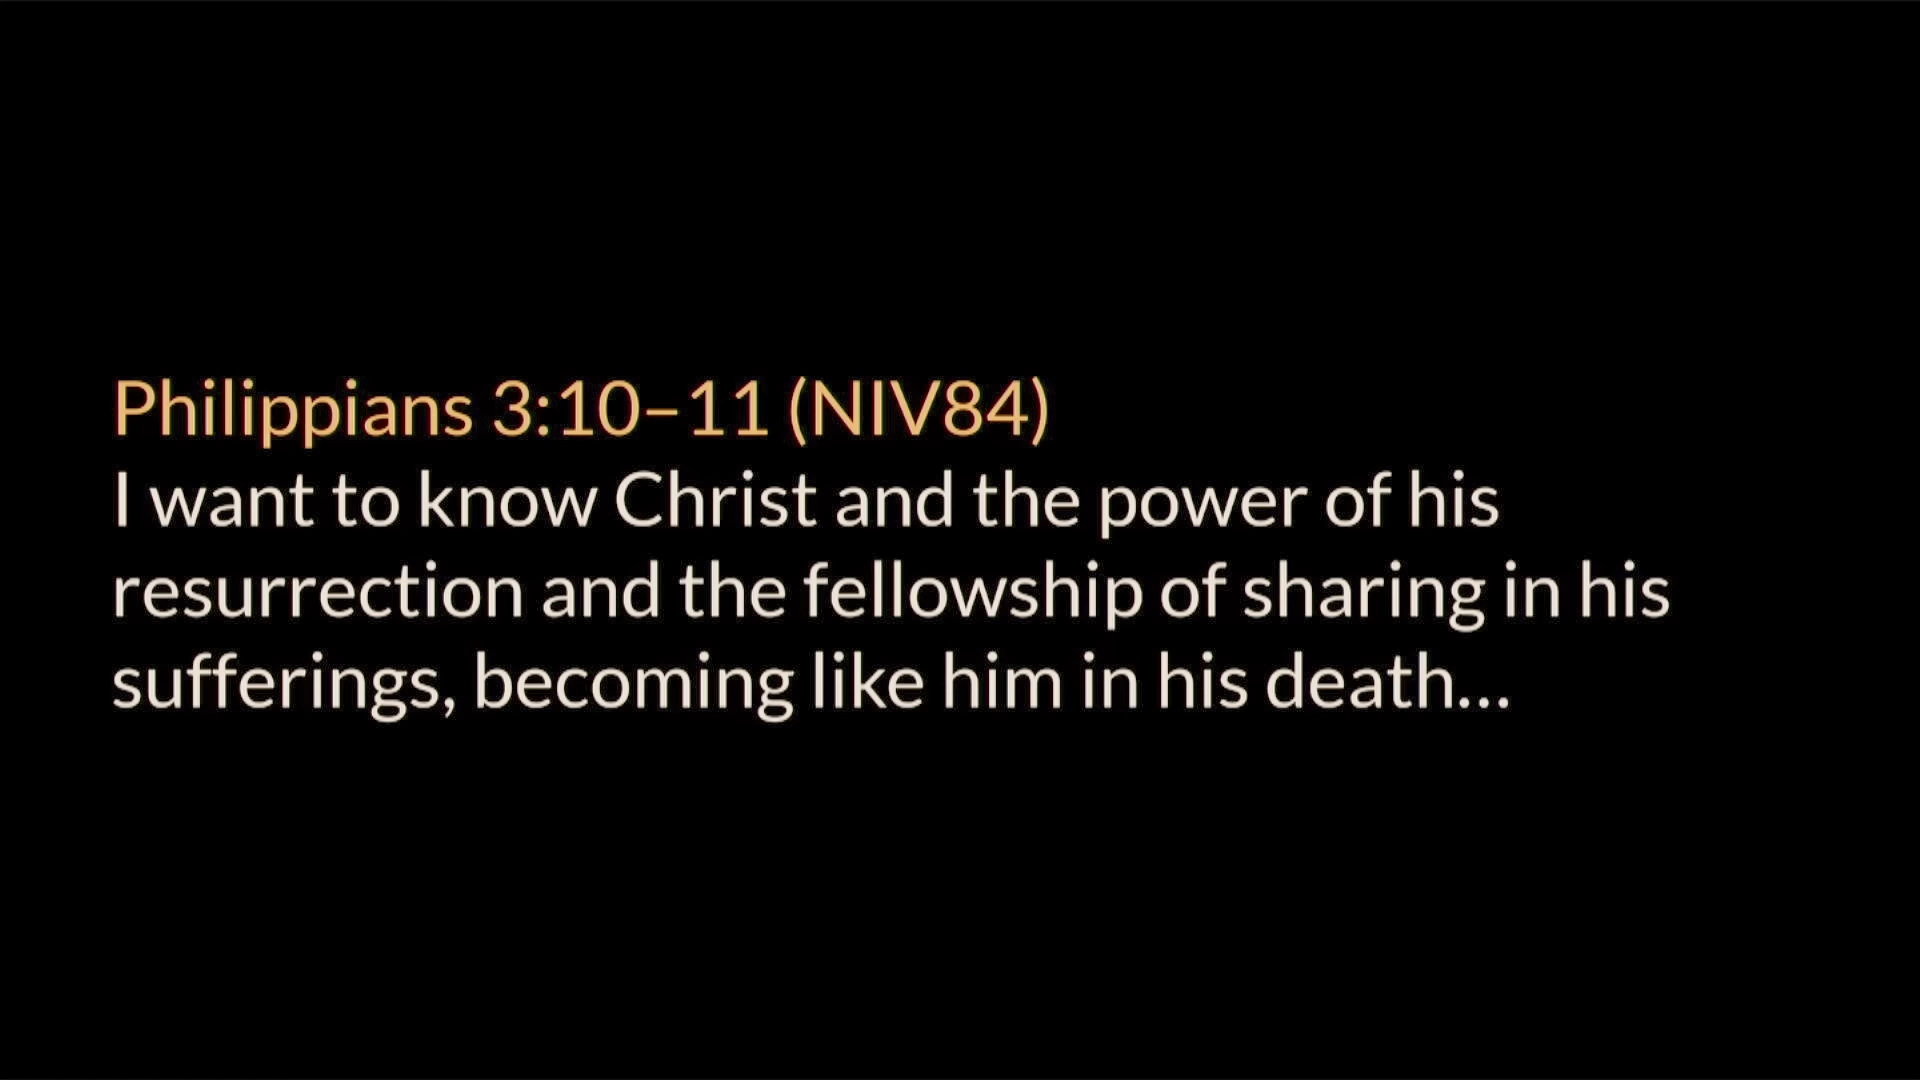 Philippians 3:10–11 (NIV84)
I want to know Christ and the power of his
resurrection and the fellowship of sharing in his
sufferings, becoming like him in his death...